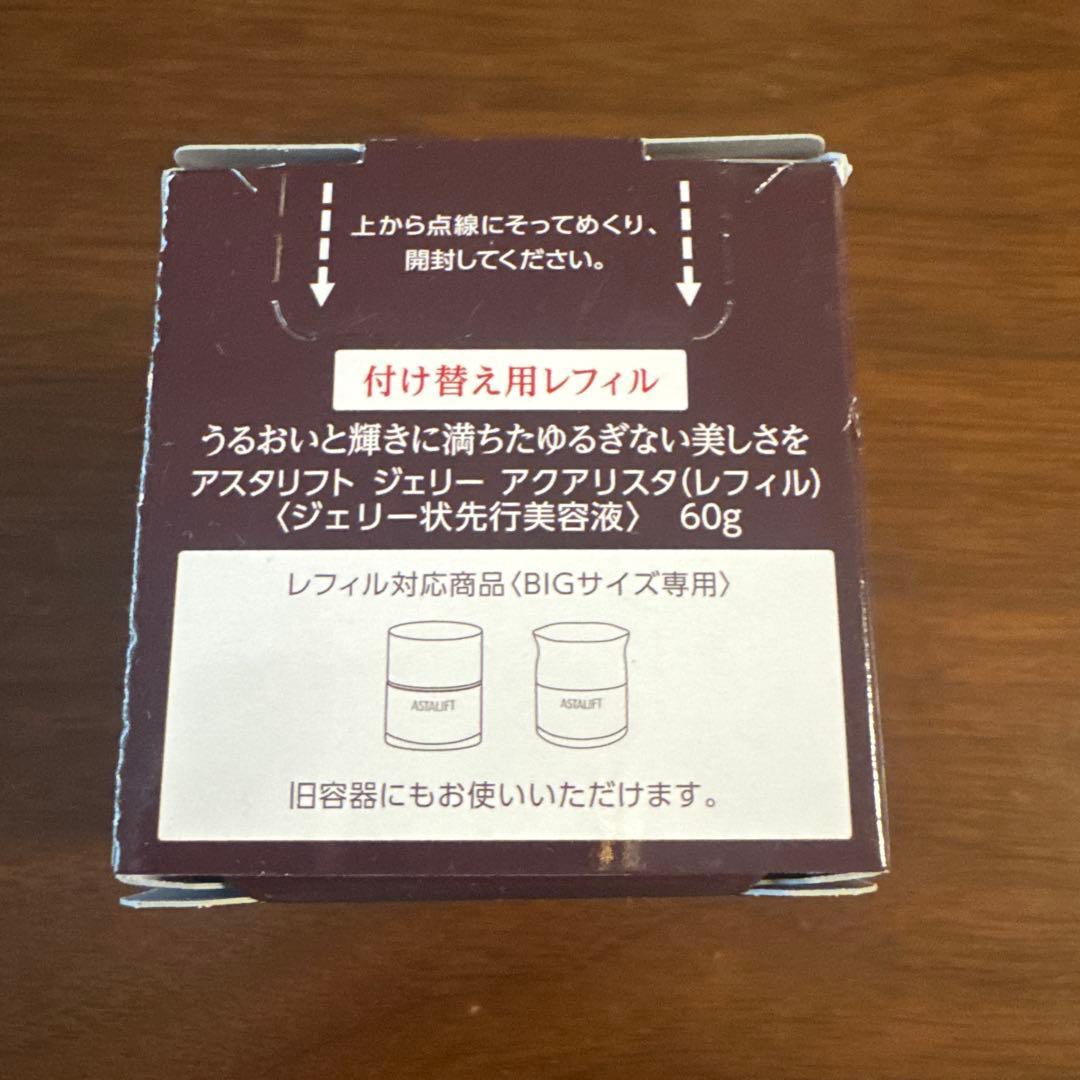 上から点線にそってめくり、
開封してください。
付け替え用レフィル
うるおいと輝きに満ちたゆるぎない美しさを
アスタリフト ジェリー アクアリスタ(レフィル)
〈ジェリー状先行美容液〉 60g
レフィル対応商品〈BIGサイズ専用〉
ASTALIFT ASTALIFT
旧容器にもお使いいただけます。